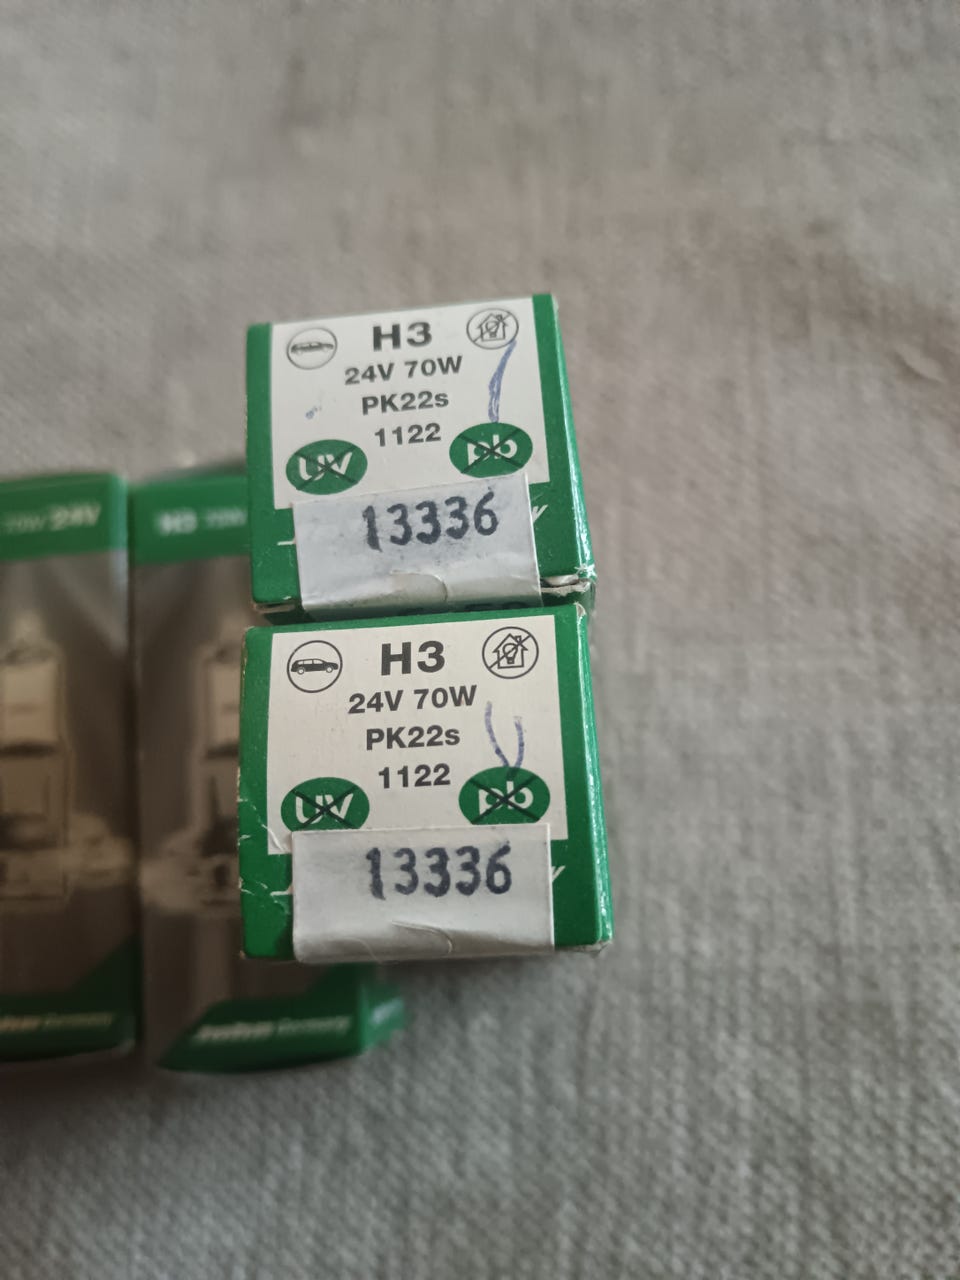 H3
24V 70W
PK22s
1122
UV
pb
13336
H3
24V 70W
PK22s
1122
UV
pb
13336
70W 24V
H3 70W
Germany